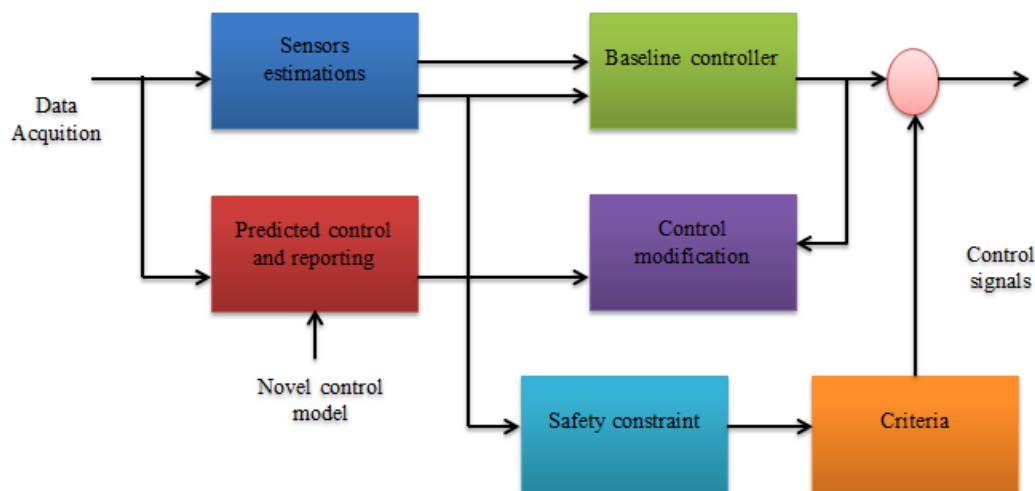 Sensors
estimations
Baseline controller
Data
Acquition
Predicted control
and reporting
Control
modification
Control
signals
Novel control
model
Safety constraint
Criteria